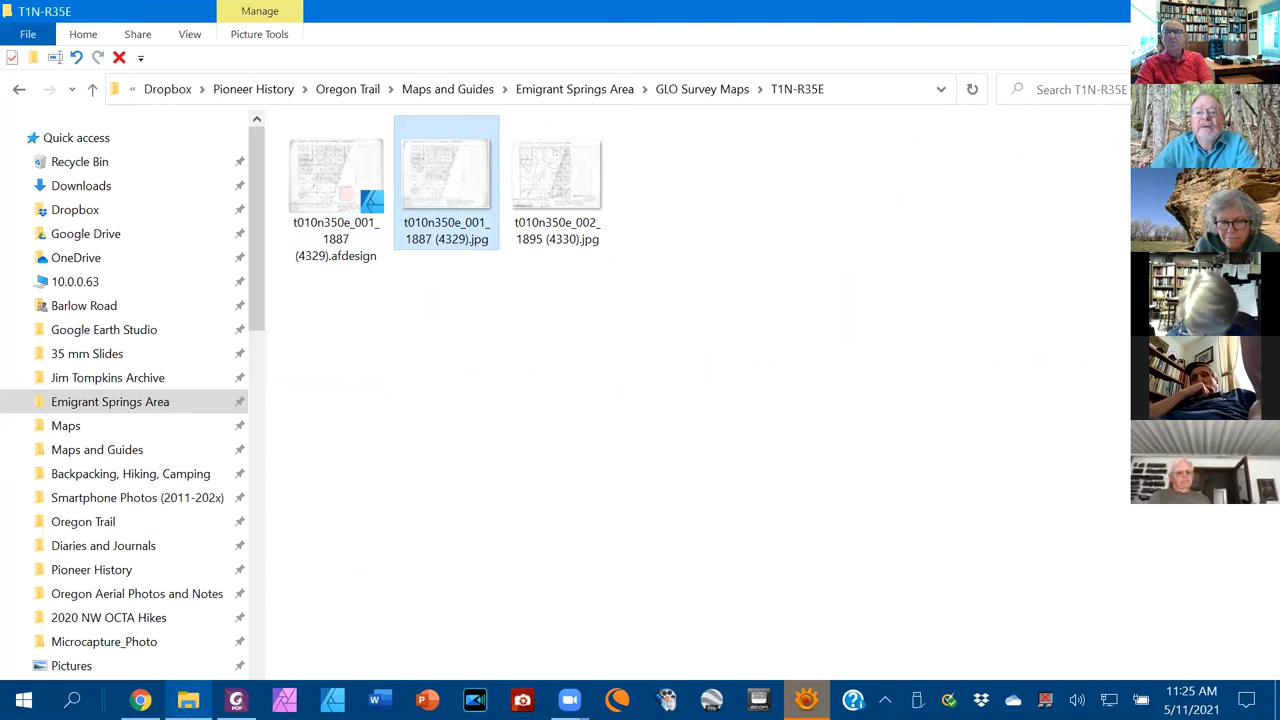 T1N-R35E
Manage
File
Home
Share
View
Picture Tools
« Dropbox > Pioneer History > Oregon Trail > Maps and Guides > Emigrant Springs Area > GLO Survey Maps > T1N-R35E
Search T1N-R35E
Quick access
Recycle Bin
Downloads
Dropbox
Google Drive
OneDrive
10.0.0.63
Barlow Road
Google Earth Studio
35 mm Slides
Jim Tompkins Archive
Emigrant Springs Area
Maps
Maps and Guides
Backpacking, Hiking, Camping
Smartphone Photos (2011-202x)
Oregon Trail
Diaries and Journals
Pioneer History
Oregon Aerial Photos and Notes
2020 NW OCTA Hikes
Microcapture_Photo
Pictures
t010n350e_001_
1887
(4329).afdesign
t010n350e_001_
1887 (4329).jpg
t010n350e_002_
1895 (4330).jpg
11:25 AM
5/11/2021